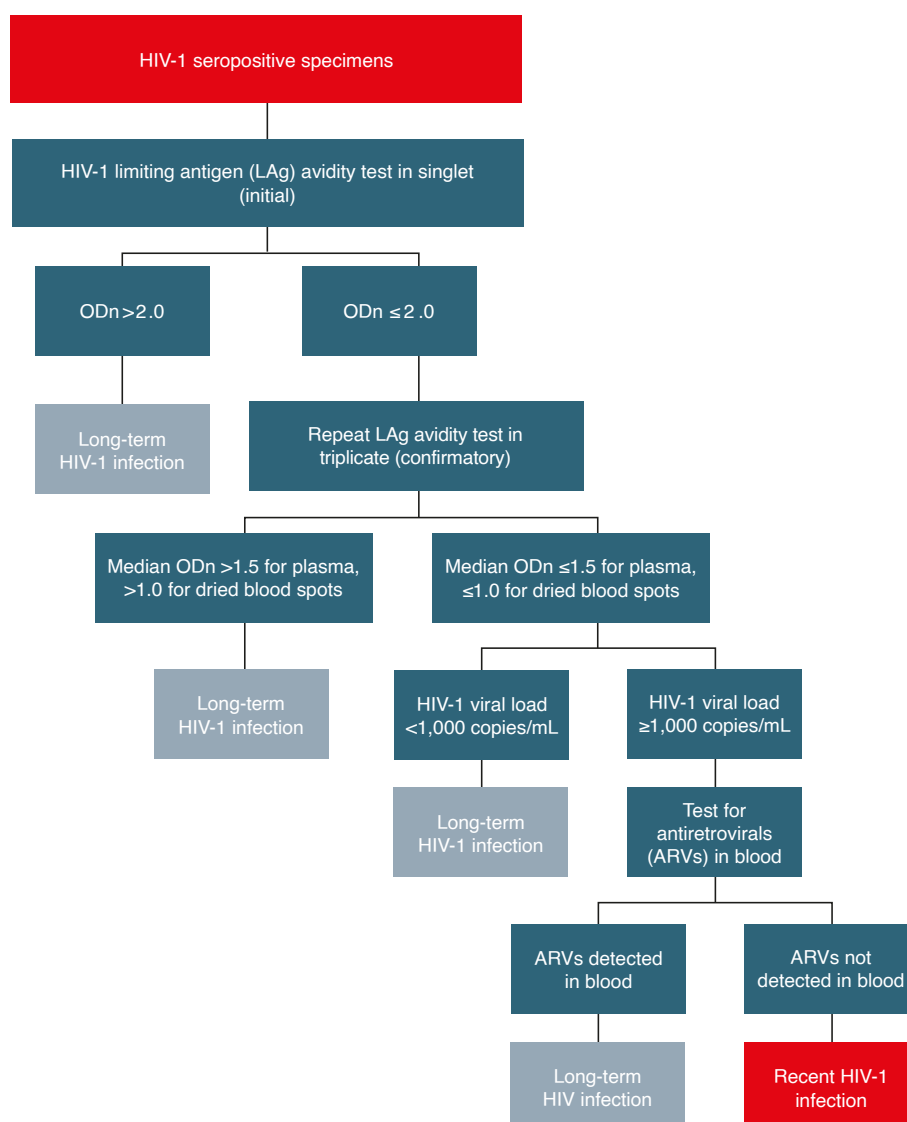 HIV-1 seropositive specimens
HIV-1 limiting antigen (LAg) avidity test in singlet
(initial)
ODn >2.0
ODn ≤ 2.0
Long-term
HIV-1 infection
Repeat LAg avidity test in
triplicate (confirmatory)
Median ODn >1.5 for plasma,
>1.0 for dried blood spots
Median ODn ≤1.5 for plasma,
≤1.0 for dried blood spots
Long-term
HIV-1 infection
HIV-1 viral load
<1,000 copies/mL
HIV-1 viral load
≥1,000 copies/mL
Long-term
HIV-1 infection
Test for
antiretrovirals
(ARVs) in blood
ARVs detected
in blood
ARVs not
detected in blood
Long-term
HIV infection
Recent HIV-1
infection